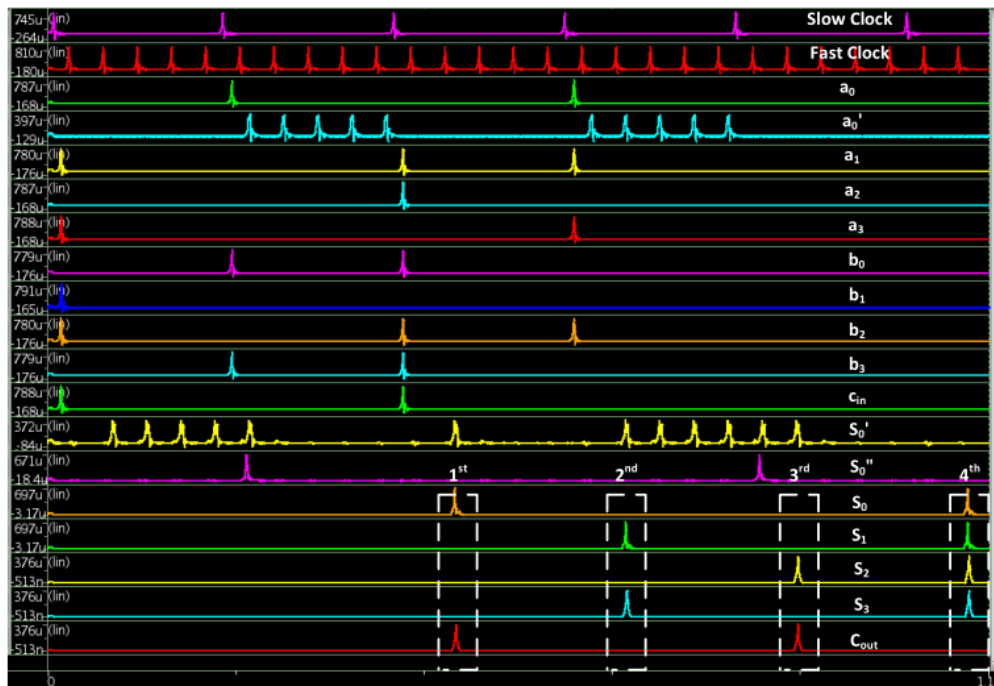 745u (lin) Slow Clock
-264u
810u (lin) Fast Clock
-180u
787u (lin) a₀
-168u
397u (lin) a₀'
-129u
780u (lin) a₁
-176u
787u (lin) a₂
-168u
788u (lin) a₃
-168u
779u (lin) b₀
-176u
791u (lin) b₁
-165u
780u (lin) b₂
-176u
779u (lin) b₃
-176u
788u (lin) cᵢₙ
-168u
372u (lin) S₀'
-84u
671u (lin) 1ˢᵗ 2ⁿᵈ S₀'' 3ʳᵈ 4ᵗʰ
-18.4u
697u (lin) S₀
-3.17u
697u (lin) S₁
-3.17u
376u (lin) S₂
513n
376u (lin) S₃
513n
376u (lin) Cₒᵤₜ
513n
0 11